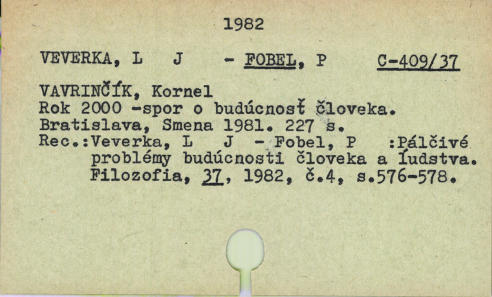 1982
VEVERKA, L J - FOBEL, P C-409/37
VAVRINČÍK, Kornel
Rok 2000 -spor o budúcnosť človeka.
Bratislava, Smena 1981. 227 s.
Rec.:Veverka, L J - Fobel, P :Pálčivé
problémy budúcnosti človeka a ľudstva.
Filozofia, 37, 1982, č.4, s.576-578.